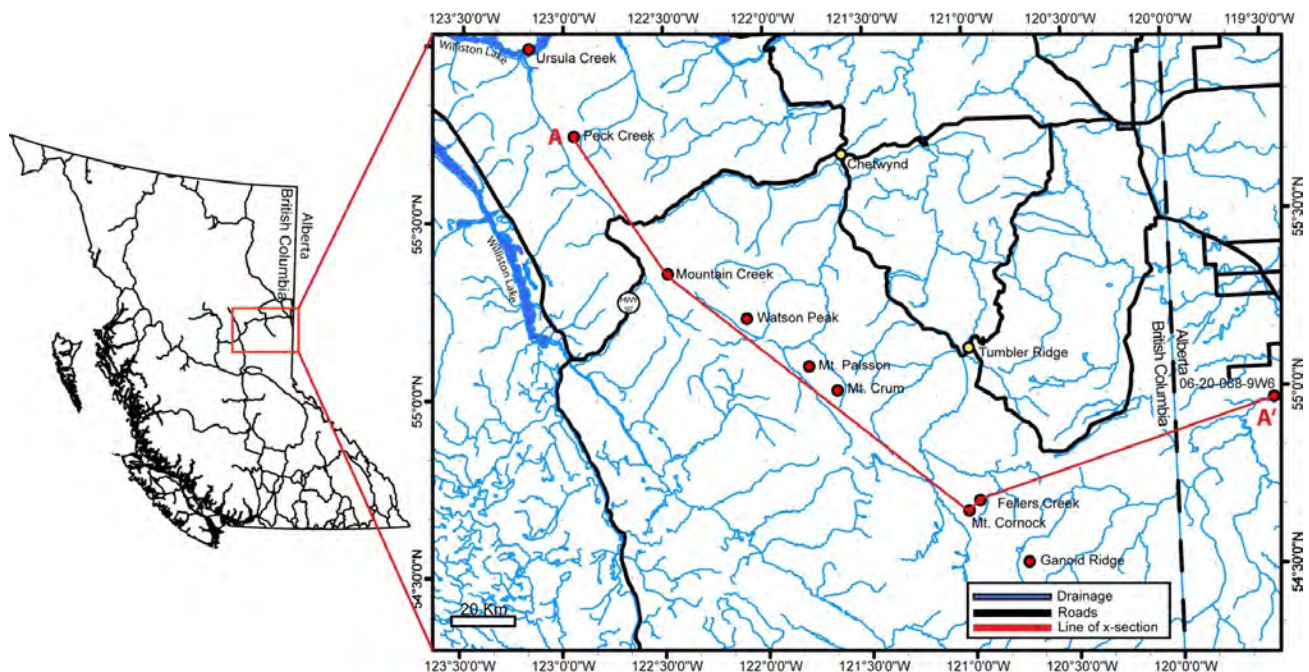 123°30'0"W 123°0'0"W 122°30'0"W 122°0'0"W 121°30'0"W 121°0'0"W 120°30'0"W 120°0'0"W 119°30'0"W
Williston Lake
Ursula Creek
A
Peck Creek
Chetwynd
Alberta
British Columbia
55°30'0"N
55°30'0"N
Williston Lake
Mountain Creek
HWY
Watson Peak
Tumbler Ridge
Mt. Palsson
Mt. Crum
Alberta
British Columbia
06-20-068-9W6
A'
55°0'0"N
55°0'0"N
Fellers Creek
Mt. Cornock
Ganoid Ridge
54°30'0"N
54°30'0"N
20 Km
Drainage
Roads
Line of x-section
123°30'0"W 123°0'0"W 122°30'0"W 122°0'0"W 121°30'0"W 121°0'0"W 120°30'0"W 120°0'0"W 119°30'0"W